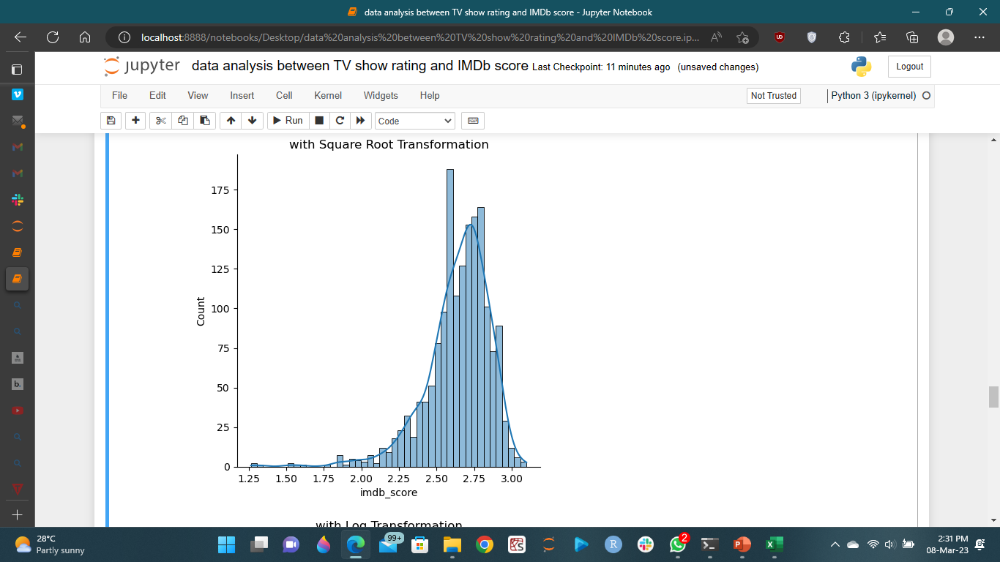 data analysis between TV show rating and IMDb score - Jupyter Notebook
localhost:8888/notebooks/Desktop/data%20analysis%20between%20TV%20show%20rating%20and%20IMDb%20score.ip...
jupyter data analysis between TV show rating and IMDb score Last Checkpoint: 11 minutes ago (unsaved changes)
Logout
File Edit View Insert Cell Kernel Widgets Help
Not Trusted
Python 3 (ipykernel)
Run
Code
with Square Root Transformation
175
150
125
100
75
50
25
0
Count
1.25 1.50 1.75 2.00 2.25 2.50 2.75 3.00
imdb_score
with Log Transformation
28°C
Partly sunny
99+
2
2:31 PM
08-Mar-23